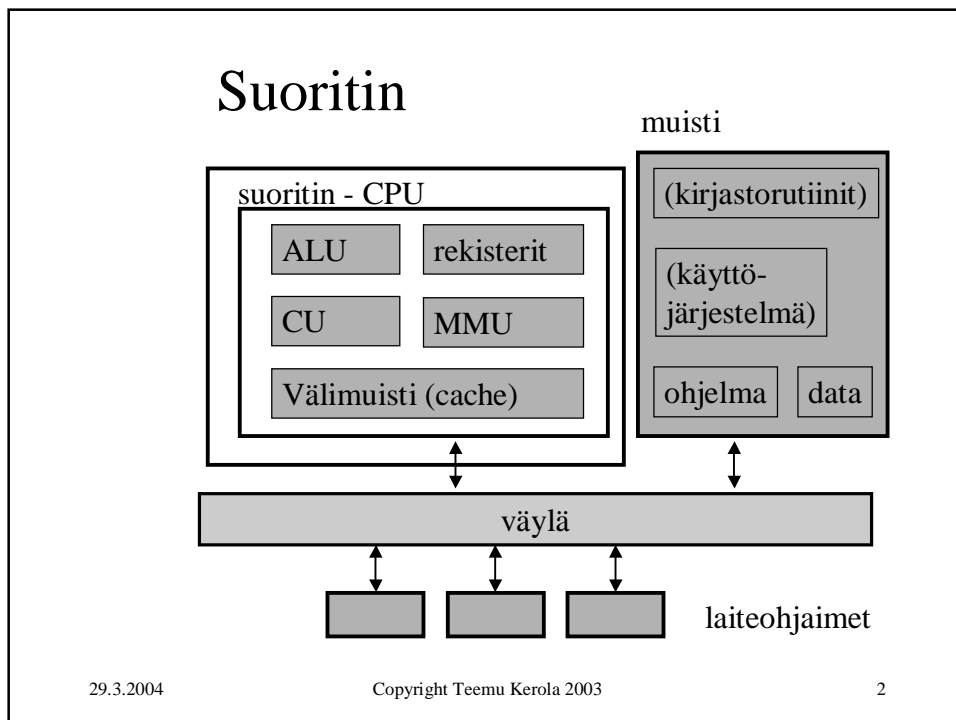 Suoritin
muisti
suoritin - CPU
ALU
rekisterit
CU
MMU
Välimuisti (cache)
(kirjastorutiinit)
(käyttö-
järjestelmä)
ohjelma
data
väylä
laiteohjaimet
29.3.2004
Copyright Teemu Kerola 2003
2